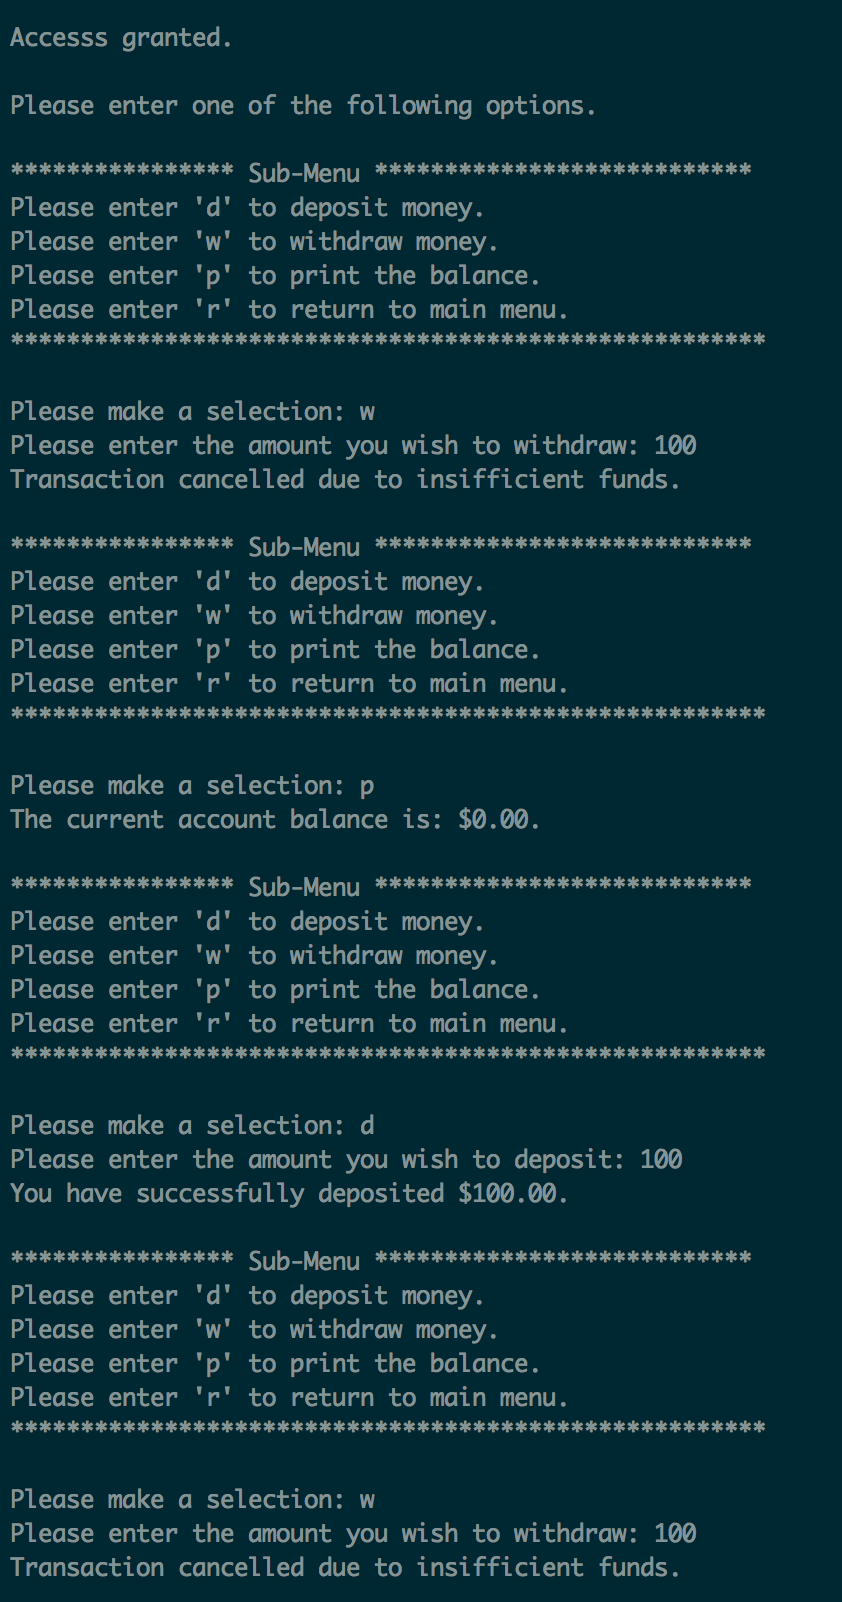 Accesss granted.
Please enter one of the following options.
**************** Sub-Menu ***************************
Please enter 'd' to deposit money.
Please enter 'w' to withdraw money.
Please enter 'p' to print the balance.
Please enter 'r' to return to main menu.
******************************************************
Please make a selection: w
Please enter the amount you wish to withdraw: 100
Transaction cancelled due to insifficient funds.
**************** Sub-Menu ***************************
Please enter 'd' to deposit money.
Please enter 'w' to withdraw money.
Please enter 'p' to print the balance.
Please enter 'r' to return to main menu.
******************************************************
Please make a selection: p
The current account balance is: $0.00.
**************** Sub-Menu ***************************
Please enter 'd' to deposit money.
Please enter 'w' to withdraw money.
Please enter 'p' to print the balance.
Please enter 'r' to return to main menu.
******************************************************
Please make a selection: d
Please enter the amount you wish to deposit: 100
You have successfully deposited $100.00.
**************** Sub-Menu ***************************
Please enter 'd' to deposit money.
Please enter 'w' to withdraw money.
Please enter 'p' to print the balance.
Please enter 'r' to return to main menu.
******************************************************
Please make a selection: w
Please enter the amount you wish to withdraw: 100
Transaction cancelled due to insifficient funds.